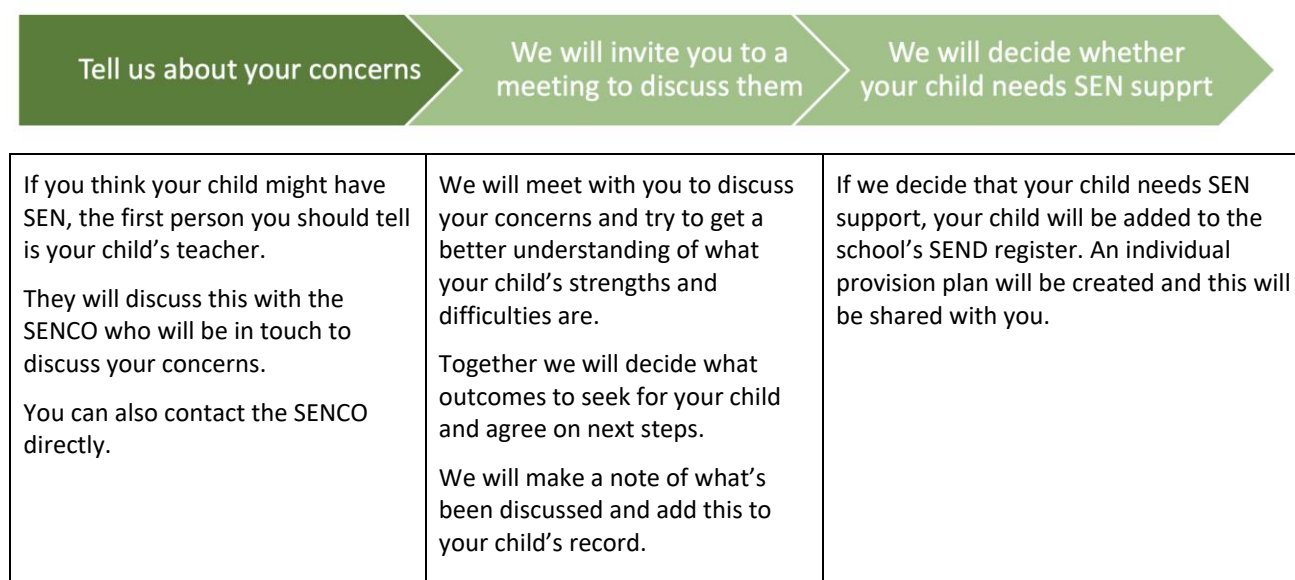 Tell us about your concerns
We will invite you to a
meeting to discuss them
We will decide whether
your child needs SEN supprt
If you think your child might have
SEN, the first person you should tell
is your child’s teacher.
They will discuss this with the
SENCO who will be in touch to
discuss your concerns.
You can also contact the SENCO
directly.
We will meet with you to discuss
your concerns and try to get a
better understanding of what
your child’s strengths and
difficulties are.
Together we will decide what
outcomes to seek for your child
and agree on next steps.
We will make a note of what’s
been discussed and add this to
your child’s record.
If we decide that your child needs SEN
support, your child will be added to the
school’s SEND register. An individual
provision plan will be created and this will
be shared with you.